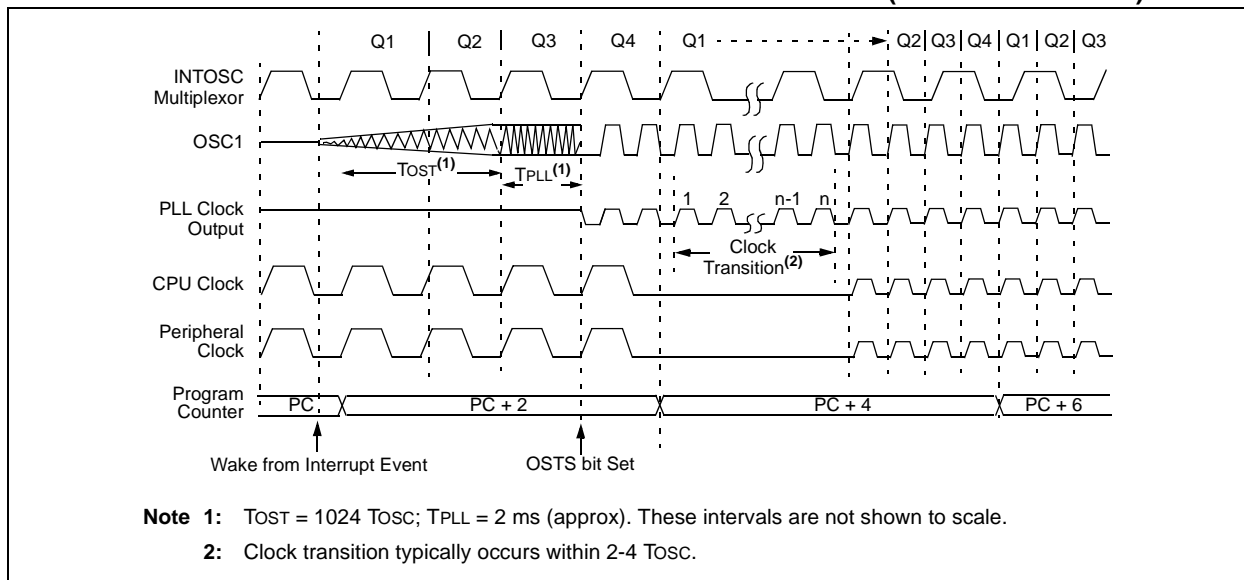 Q1 Q2 Q3 Q4 Q1 Q2 Q3 Q4 Q1 Q2 Q3
INTOSC
Multiplexor
OSC1
TOST(1)
TPLL(1)
1 2 n-1 n
PLL Clock
Output
Clock
Transition(2)
CPU Clock
Peripheral
Clock
Program
Counter
PC PC + 2 PC + 4 PC + 6
Wake from Interrupt Event
OSTS bit Set
Note 1: TOST = 1024 TOSC; TPLL = 2 ms (approx). These intervals are not shown to scale.
2: Clock transition typically occurs within 2-4 TOSC.